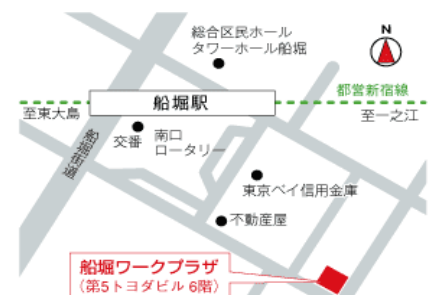 総合区民ホール
タワーホール船堀
N
都営新宿線
船堀駅
至東大島
至一之江
交番
南口
ロータリー
船堀街道
東京ベイ信用金庫
不動産屋
船堀ワークプラザ
(第5トヨダビル 6階)